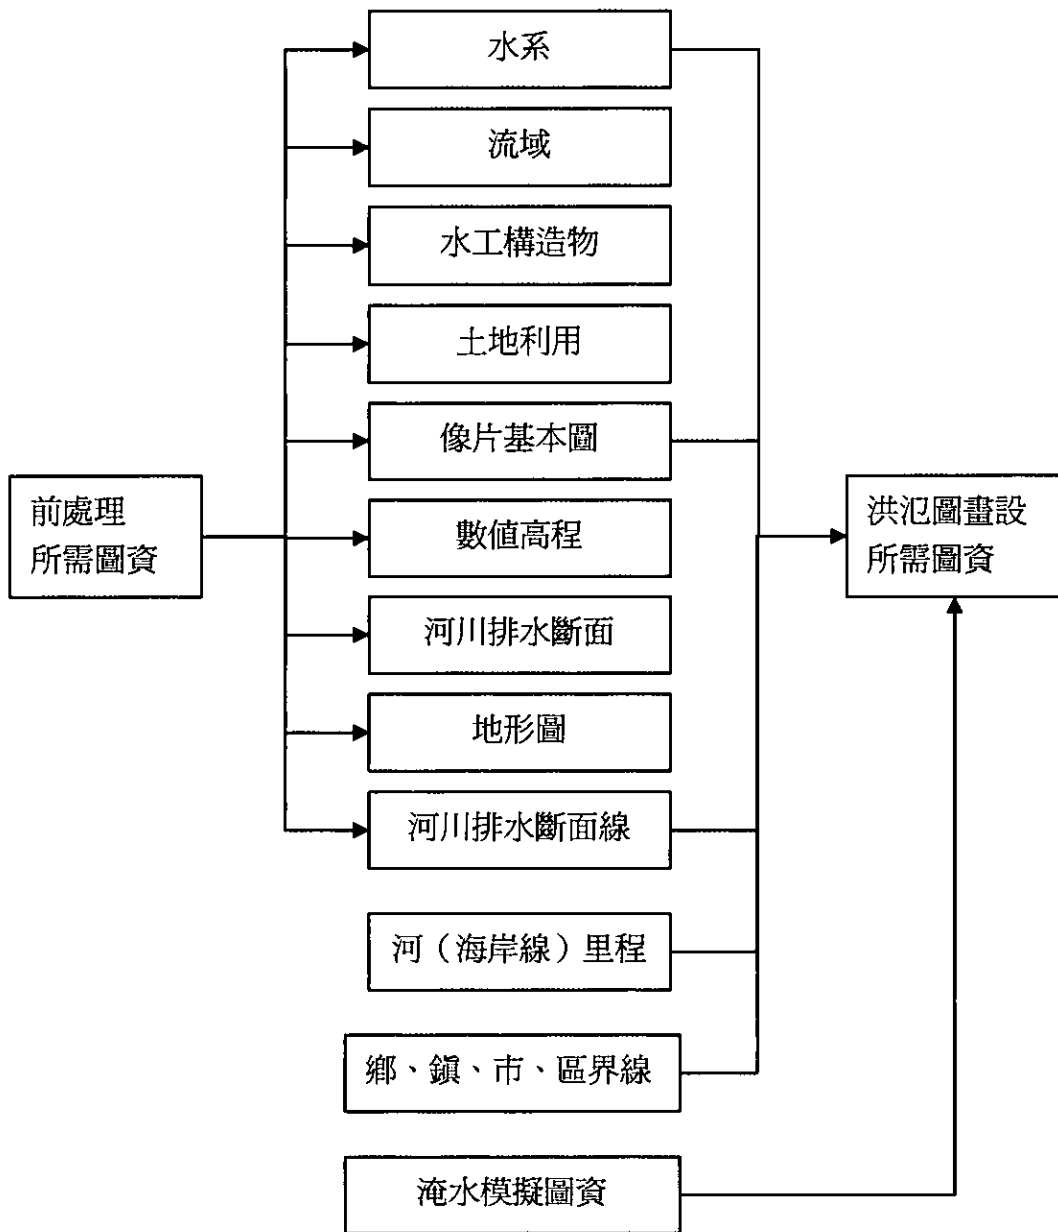 水系
流域
水工構造物
土地利用
像片基本圖
前處理
所需圖資
數值高程
洪氾圖畫設
所需圖資
河川排水斷面
地形圖
河川排水斷面線
河（海岸線）里程
鄉、鎮、市、區界線
淹水模擬圖資